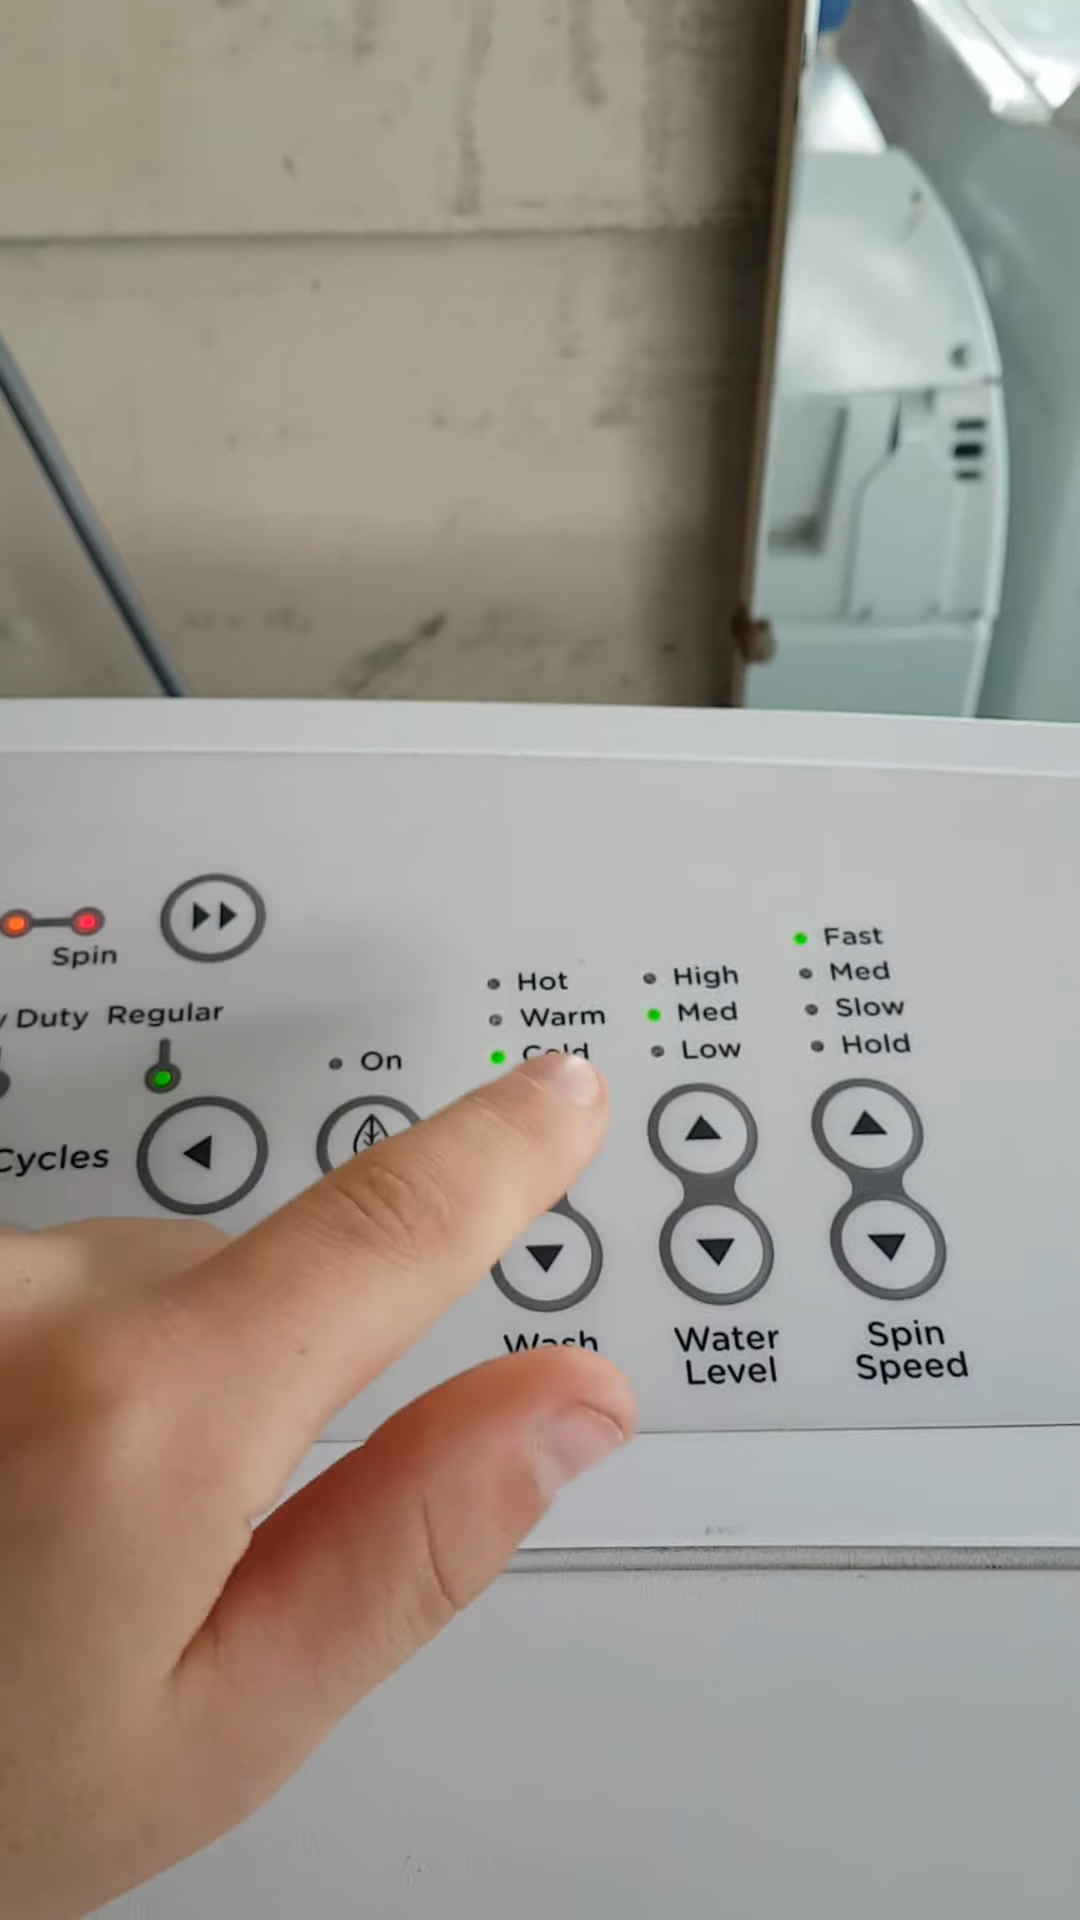 Spin
Duty Regular
On
Cycles
Hot
Warm
Cold
High
Med
Low
Fast
Med
Slow
Hold
Wash
Water
Level
Spin
Speed